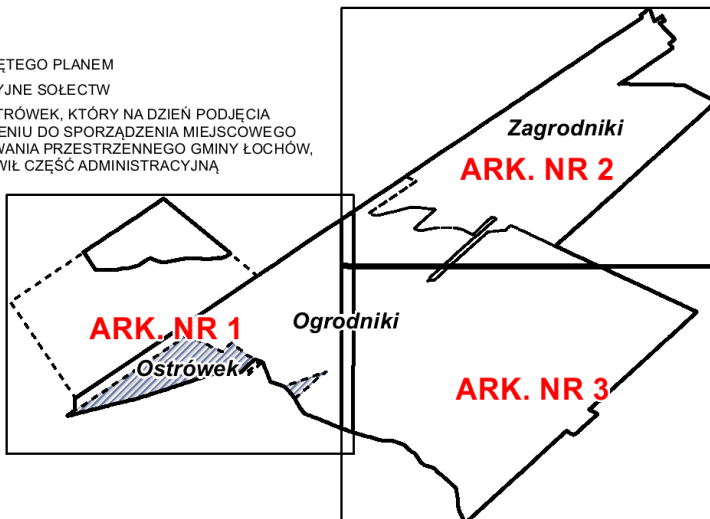 ĘTEGO PLANEM
YJNE SOŁECTW
TRÓWEK, KTÓRY NA DZIEŃ PODJĘCIA
ENIU DO SPORZĄDZENIA MIEJSCOWEGO
WANIA PRZESTRZENNEGO GMINY ŁOCHÓW,
WIŁ CZĘŚĆ ADMINISTRACYJNĄ
Zagrodniki
ARK. NR 2
ARK. NR 1
Ogrodniki
Ostrówek
ARK. NR 3